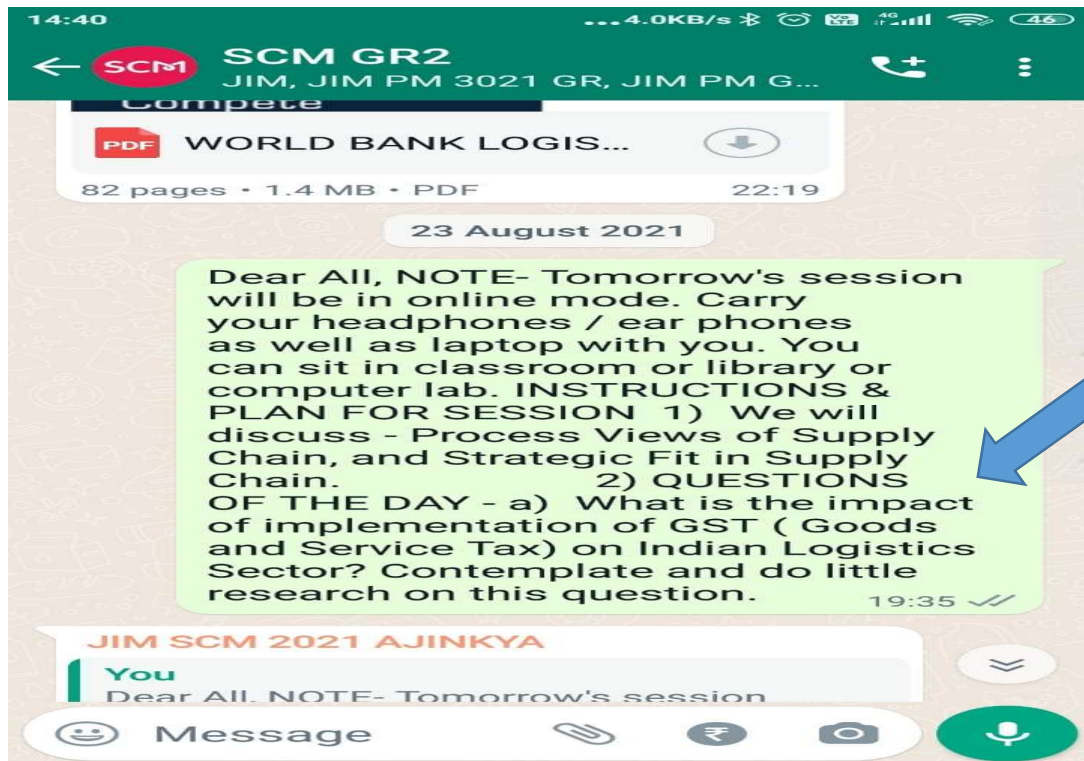 14:40 ...4.0KB/s Vo LTE 4G 46
SCM SCM GR2
JIM, JIM PM 3021 GR, JIM PM G...
Compete
PDF WORLD BANK LOGIS...
82 pages • 1.4 MB • PDF 22:19
23 August 2021
Dear All, NOTE- Tomorrow's session
will be in online mode. Carry
your headphones / ear phones
as well as laptop with you. You
can sit in classroom or library or
computer lab. INSTRUCTIONS &
PLAN FOR SESSION 1) We will
discuss - Process Views of Supply
Chain, and Strategic Fit in Supply
Chain. 2) QUESTIONS
OF THE DAY - a) What is the impact
of implementation of GST ( Goods
and Service Tax) on Indian Logistics
Sector? Contemplate and do little
research on this question. 19:35
JIM SCM 2021 AJINKYA
You
Dear All, NOTE- Tomorrow's session
Message ₹